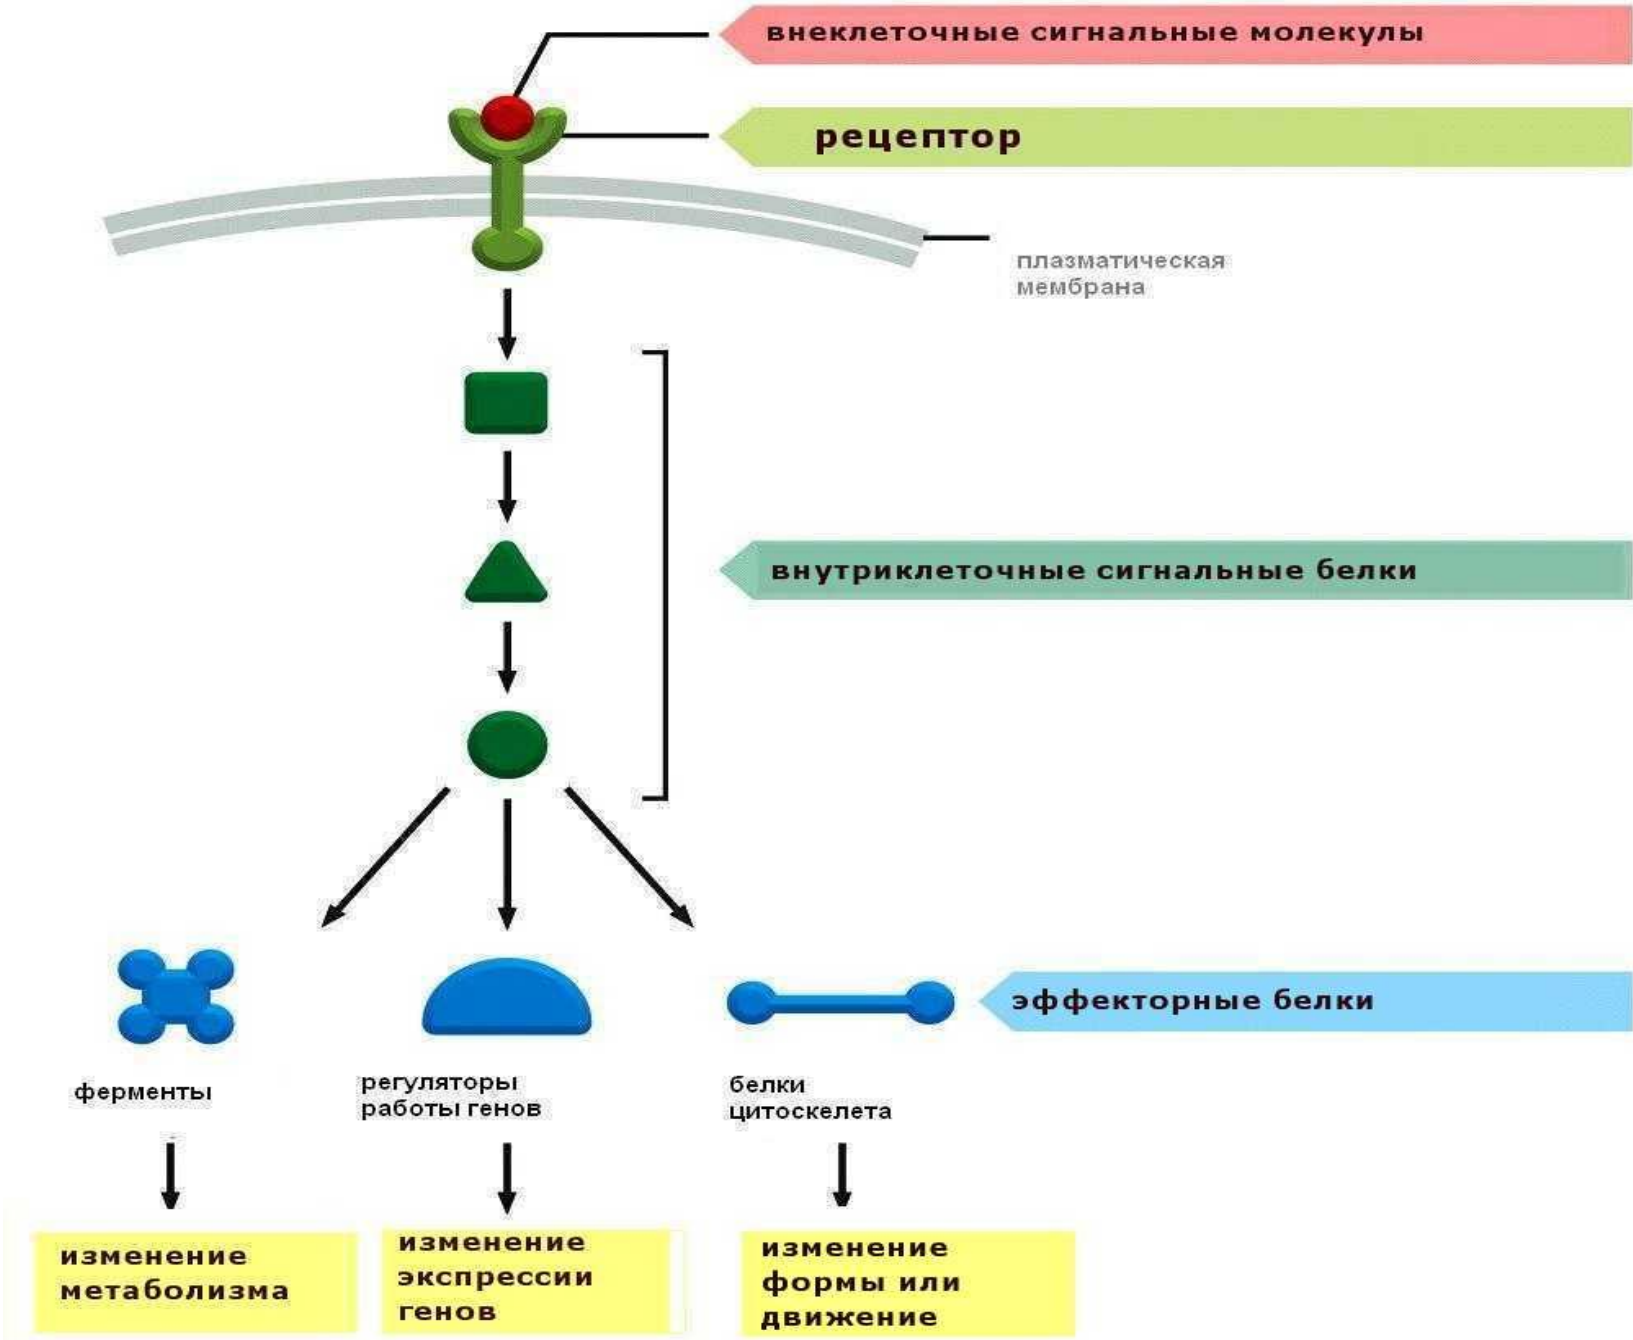 внеклеточные сигнальные молекулы
рецептор
плазматическая
мембрана
внутриклеточные сигнальные белки
эффекторные белки
ферменты
регуляторы
работы генов
белки
цитоскелета
изменение
метаболизма
изменение
экспрессии
генов
изменение
формы или
движение